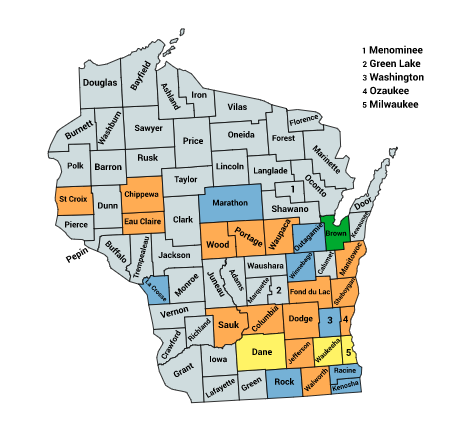 1 Menominee
2 Green Lake
3 Washington
4 Ozaukee
5 Milwaukee
Douglas
Bayfield
Ashland
Iron
Vilas
Florence
Burnett
Washburn
Sawyer
Price
Oneida
Forest
Marinette
Polk
Barron
Rusk
Lincoln
Langlade
Taylor
1
Oconto
St Croix
Dunn
Chippewa
Marathon
Shawano
Door
Pierce
Eau Claire
Clark
Wood
Portage
Waupaca
Outagamie
Brown
Kewaunee
Pepin
Buffalo
Trempealeau
Jackson
Waushara
Winnebago
Calumet
Manitowoc
La Crosse
Monroe
Juneau
Adams
Marquette
2
Fond du Lac
Sheboygan
Vernon
Crawford
Richland
Sauk
Columbia
Dodge
3
4
Grant
Iowa
Dane
Jefferson
Waukesha
5
Lafayette
Green
Rock
Walworth
Racine
Kenosha